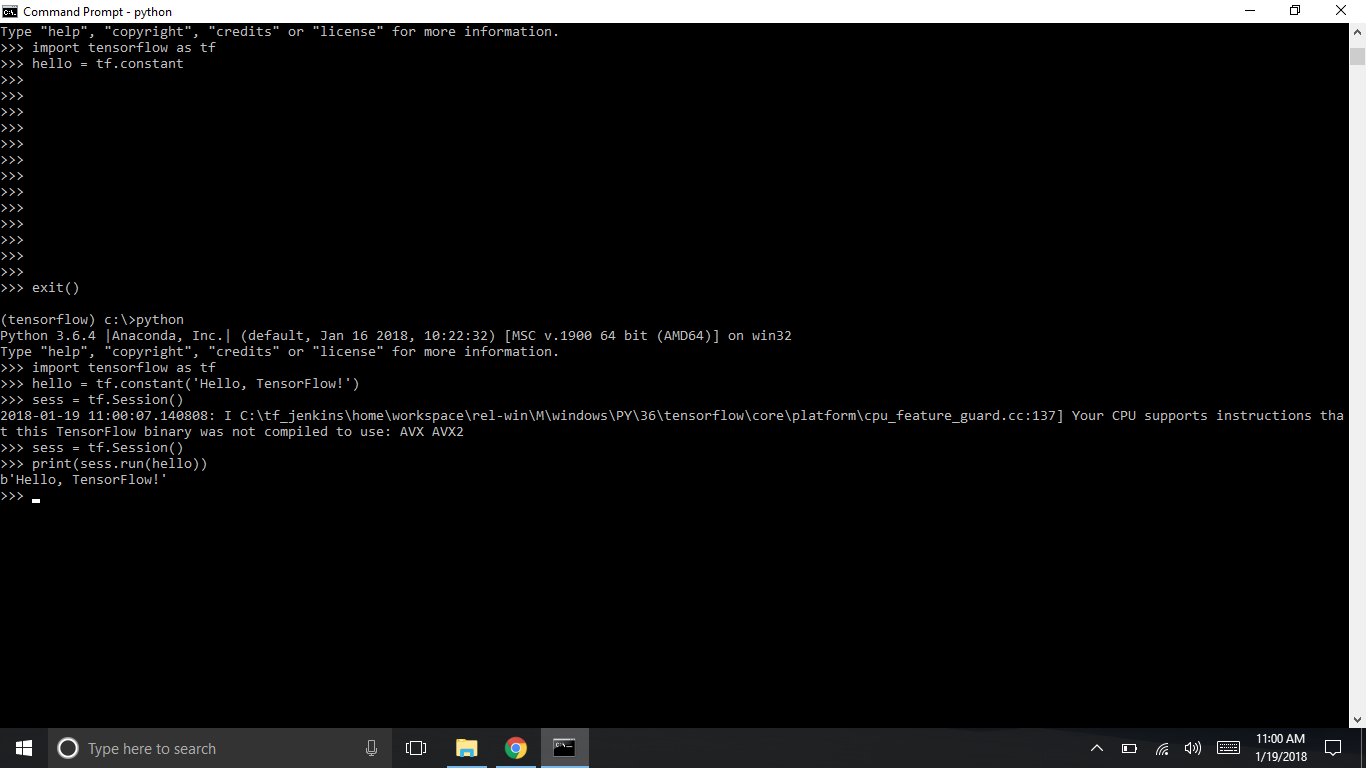 Command Prompt - python
Type "help", "copyright", "credits" or "license" for more information.
>>> import tensorflow as tf
>>> hello = tf.constant
>>>
>>>
>>>
>>>
>>>
>>>
>>>
>>>
>>>
>>>
>>>
>>>
>>>
>>> exit()
(tensorflow) c:\>python
Python 3.6.4 |Anaconda, Inc.| (default, Jan 16 2018, 10:22:32) [MSC v.1900 64 bit (AMD64)] on win32
Type "help", "copyright", "credits" or "license" for more information.
>>> import tensorflow as tf
>>> hello = tf.constant('Hello, TensorFlow!')
>>> sess = tf.Session()
2018-01-19 11:00:07.140808: I C:\tf_jenkins\home\workspace\rel-win\M\windows\PY\36\tensorflow\core\platform\cpu_feature_guard.cc:137] Your CPU supports instructions tha
t this TensorFlow binary was not compiled to use: AVX AVX2
>>> sess = tf.Session()
>>> print(sess.run(hello))
b'Hello, TensorFlow!'
>>>
Type here to search
11:00 AM
1/19/2018